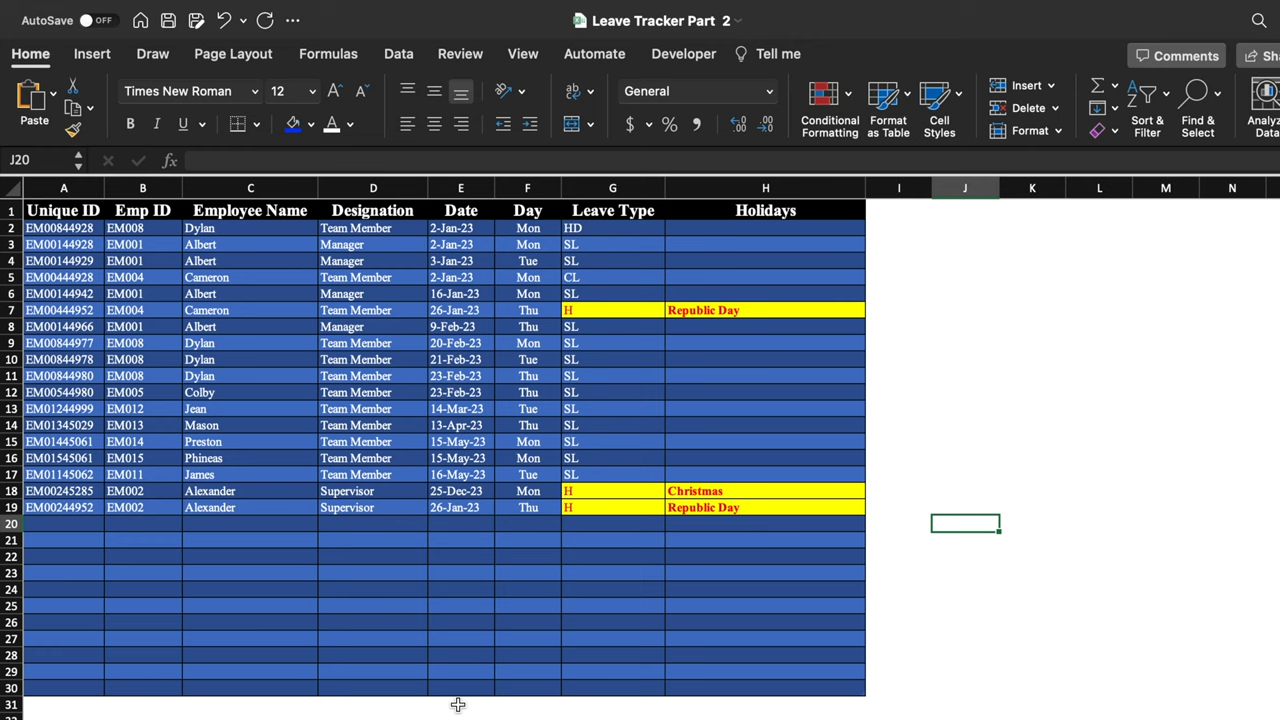 AutoSave OFF Leave Tracker Part 2
Home Insert Draw Page Layout Formulas Data Review View Automate Developer Tell me Comments Sha
Paste Times New Roman 12 A A General Conditional Formatting Format as Table Cell Styles Insert Delete Format Sort & Filter Find & Select Analyz Data
B I U A $ %
J20 fx
A B C D E F G H I J K L M N
1 Unique ID Emp ID Employee Name Designation Date Day Leave Type Holidays
2 EM00844928 EM008 Dylan Team Member 2-Jan-23 Mon HD
3 EM00144928 EM001 Albert Manager 2-Jan-23 Mon SL
4 EM00144929 EM001 Albert Manager 3-Jan-23 Tue SL
5 EM00444928 EM004 Cameron Team Member 2-Jan-23 Mon CL
6 EM00144942 EM001 Albert Manager 16-Jan-23 Mon SL
7 EM00444952 EM004 Cameron Team Member 26-Jan-23 Thu H Republic Day
8 EM00144966 EM001 Albert Manager 9-Feb-23 Thu SL
9 EM00844977 EM008 Dylan Team Member 20-Feb-23 Mon SL
10 EM00844978 EM008 Dylan Team Member 21-Feb-23 Tue SL
11 EM00844980 EM008 Dylan Team Member 23-Feb-23 Thu SL
12 EM00544980 EM005 Colby Team Member 23-Feb-23 Thu SL
13 EM01244999 EM012 Jean Team Member 14-Mar-23 Tue SL
14 EM01345029 EM013 Mason Team Member 13-Apr-23 Thu SL
15 EM01445061 EM014 Preston Team Member 15-May-23 Mon SL
16 EM01545061 EM015 Phineas Team Member 15-May-23 Mon SL
17 EM01145062 EM011 James Team Member 16-May-23 Tue SL
18 EM00245285 EM002 Alexander Supervisor 25-Dec-23 Mon H Christmas
19 EM00244952 EM002 Alexander Supervisor 26-Jan-23 Thu H Republic Day
20
21
22
23
24
25
26
27
28
29
30
31